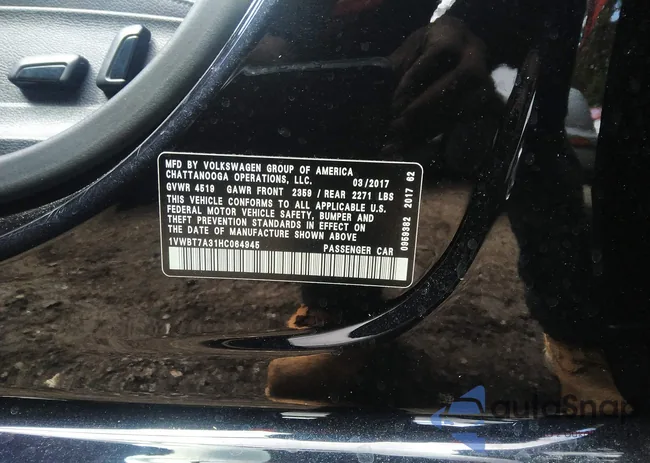 MFD BY VOLKSWAGEN GROUP OF AMERICA
CHATTANOOGA OPERATIONS, LLC. 03/2017
GVWR 4519 GAWR FRONT 2359 / REAR 2271 LBS
THIS VEHICLE CONFORMS TO ALL APPLICABLE U.S.
FEDERAL MOTOR VEHICLE SAFETY, BUMPER AND
THEFT PREVENTION STANDARDS IN EFFECT ON
THE DATE OF MANUFACTURE SHOWN ABOVE
1VWBT7A31HC064945 PASSENGER CAR
0959382 2017 62
autoSnap